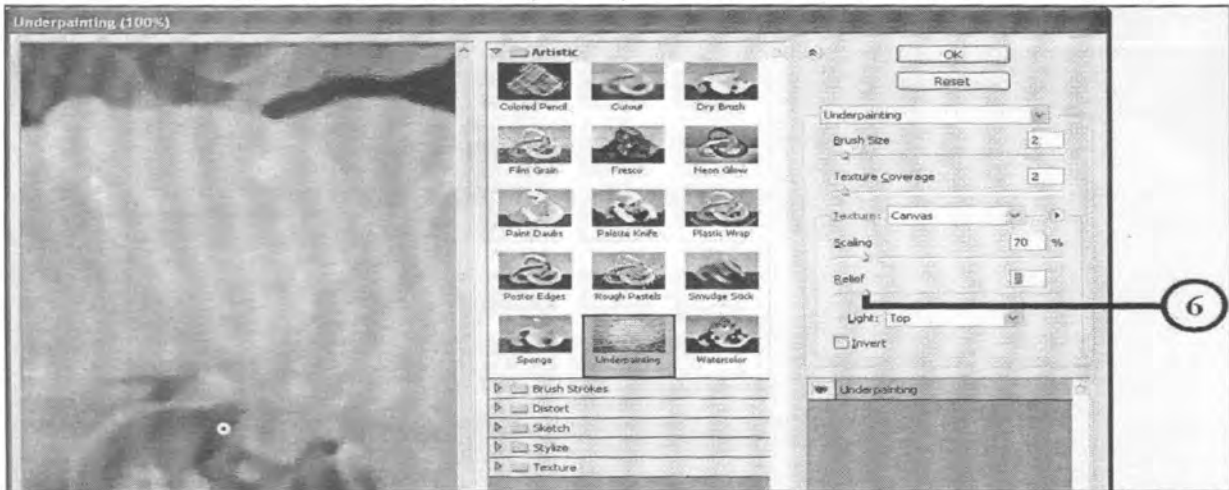 Underpainting (100%)
Artistic
Colored Pencil
Cutout
Dry Brush
Film Grain
Fresco
Neon Glow
Paint Daubs
Palette Knife
Plastic Wrap
Poster Edges
Rough Pastels
Smudge Stick
Sponge
Underpainting
Watercolor
Brush Strokes
Distort
Sketch
Stylize
Texture
OK
Reset
Underpainting
Brush Size 2
Texture Coverage 2
Texture: Canvas
Scaling 70 %
Relief
Light: Top
Invert
Underpainting
6